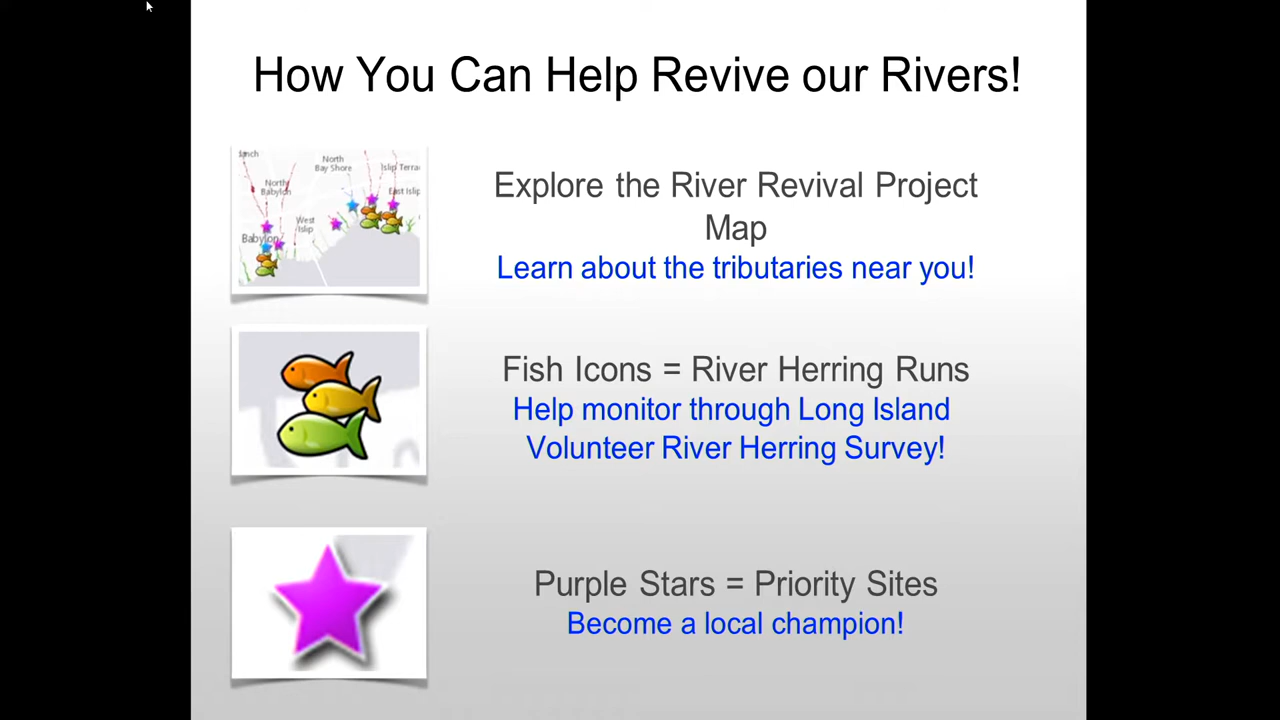 How You Can Help Revive our Rivers!
North
Bay Shore
North
Babylon
West
Islip
East Islip
Babylon
Explore the River Revival Project
Map
Learn about the tributaries near you!
Fish Icons = River Herring Runs
Help monitor through Long Island
Volunteer River Herring Survey!
Purple Stars = Priority Sites
Become a local champion!